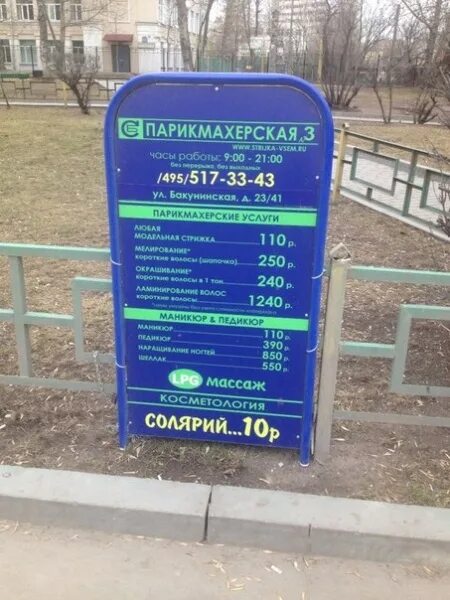 ПАРИКМАХЕРСКАЯ д.3
WWW.STRIJKA-VSEM.RU
часы работы: 9:00 - 21:00
без перерыва, без выходных
/495/517-33-43
ул. Бакунинская, д. 23/41
ПАРИКМАХЕРСКИЕ УСЛУГИ
ЛЮБАЯ
МОДЕЛЬНАЯ СТРИЖКА 110 р.
МЕЛИРОВАНИЕ*
короткие волосы (шапочка) 250 р.
ОКРАШИВАНИЕ*
короткие волосы в 1 тон 240 р.
ЛАМИНИРОВАНИЕ ВОЛОС
короткие волосы 1240 р.
МАНИКЮР & ПЕДИКЮР
МАНИКЮР 110 р.
ПЕДИКЮР 390 р.
НАРАЩИВАНИЕ НОГТЕЙ 850 р.
ШЕЛЛАК 550 р.
LPG массаж
КОСМЕТОЛОГИЯ
СОЛЯРИЙ...10р